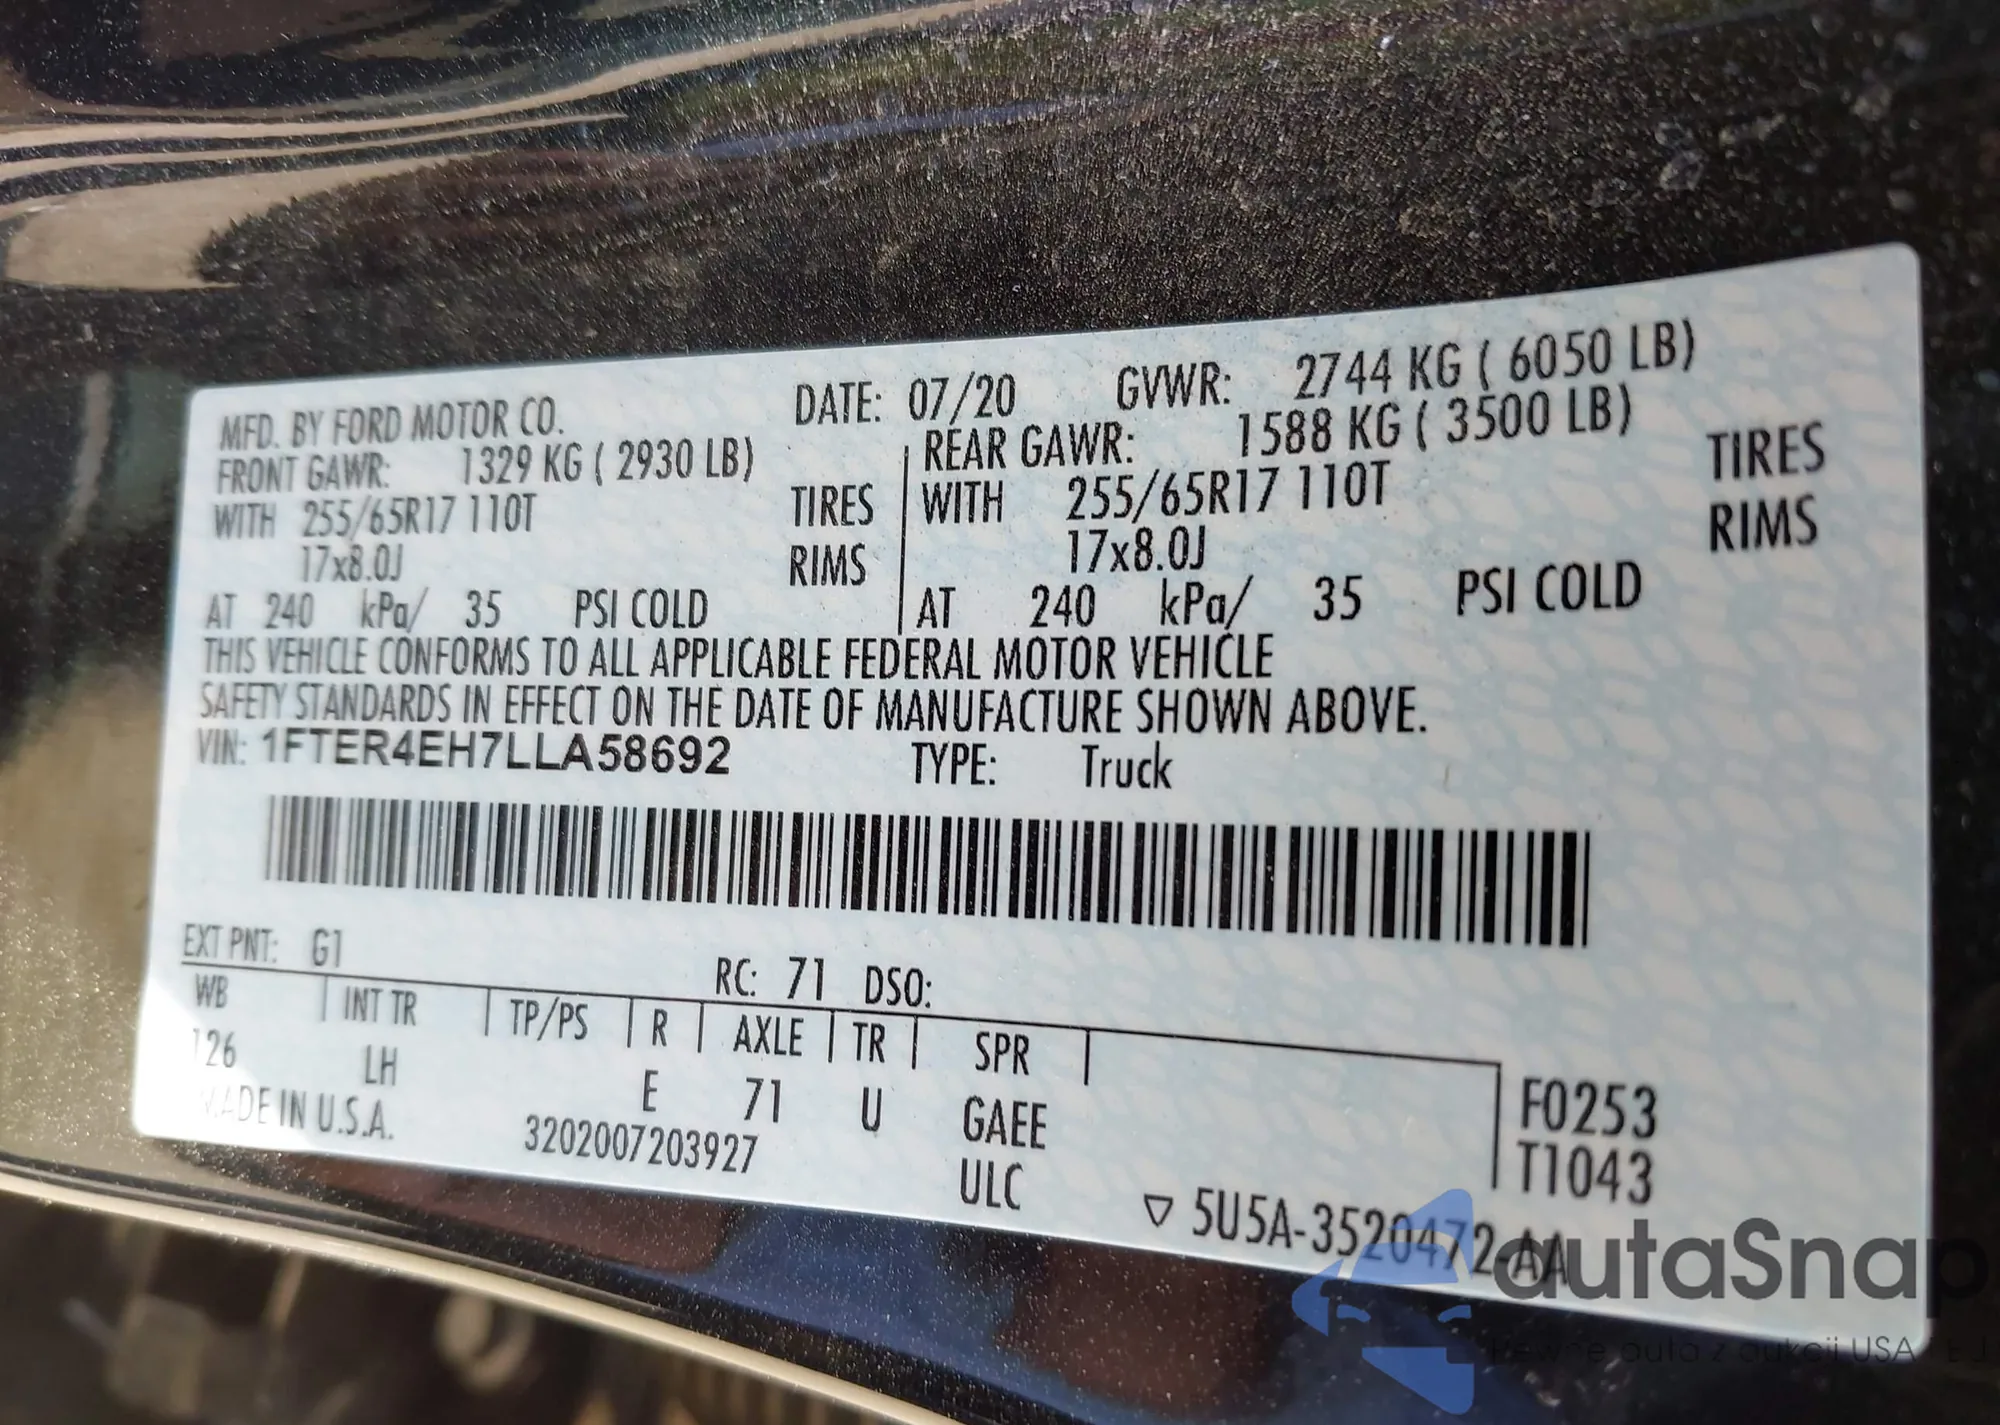 MFD. BY FORD MOTOR CO. DATE: 07/20 GVWR: 2744 KG ( 6050 LB)
FRONT GAWR: 1329 KG ( 2930 LB) REAR GAWR: 1588 KG ( 3500 LB)
WITH 255/65R17 110T TIRES WITH 255/65R17 110T TIRES
17x8.0J RIMS 17x8.0J RIMS
AT 240 kPa/ 35 PSI COLD AT 240 kPa/ 35 PSI COLD
THIS VEHICLE CONFORMS TO ALL APPLICABLE FEDERAL MOTOR VEHICLE
SAFETY STANDARDS IN EFFECT ON THE DATE OF MANUFACTURE SHOWN ABOVE.
VIN: 1FTER4EH7LLA58692 TYPE: Truck
EXT PNT: G1 RC: 71 DSO:
WB INT TR TP/PS R AXLE TR SPR
126 LH E 71 U GAEE F0253
MADE IN U.S.A. 3202007203927 ULC T1043
▽ 5U5A-3520472-AA
autaSnap
Pewne auta z aukcji USA i EU